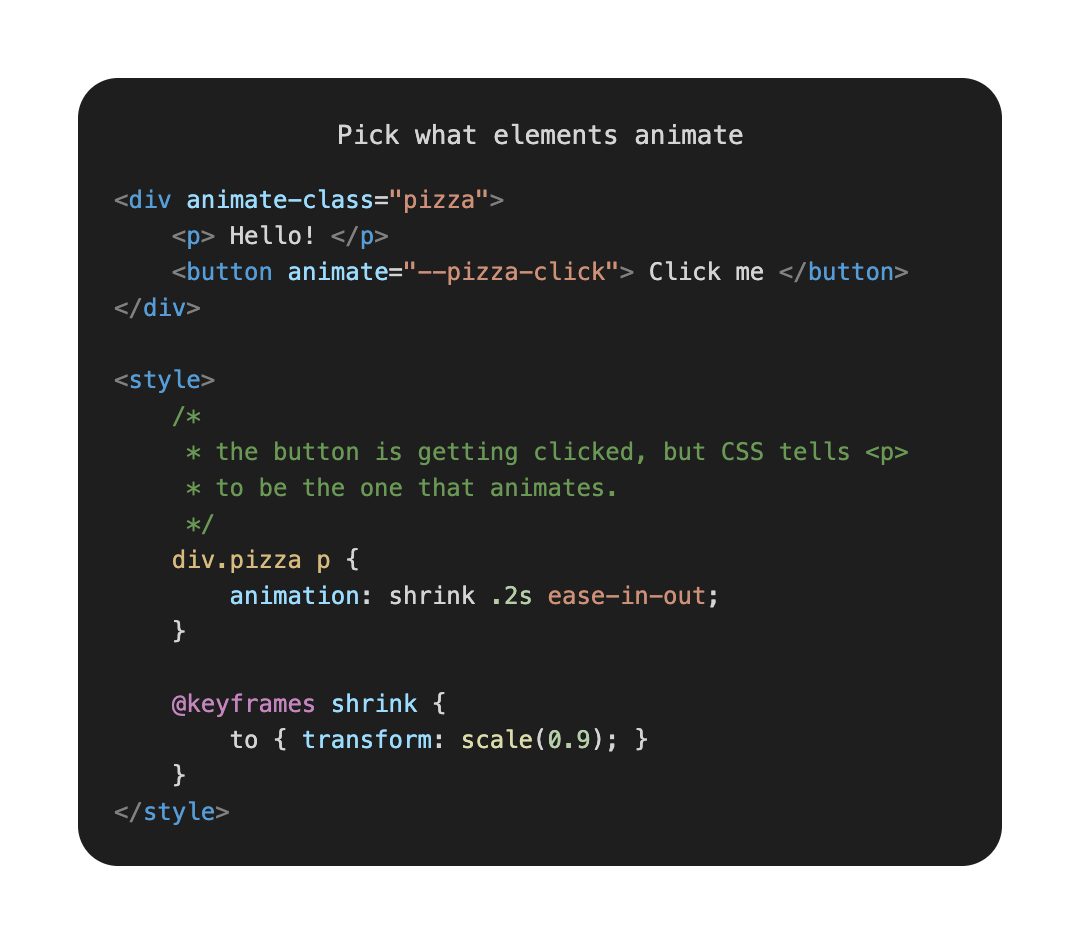 Pick what elements animate
<div animate-class="pizza">
    <p> Hello! </p>
    <button animate="--pizza-click"> Click me </button>
</div>
<style>
    /*
     * the button is getting clicked, but CSS tells <p>
     * to be the one that animates.
     */
    div.pizza p {
        animation: shrink .2s ease-in-out;
    }
    @keyframes shrink {
        to { transform: scale(0.9); }
    }
</style>